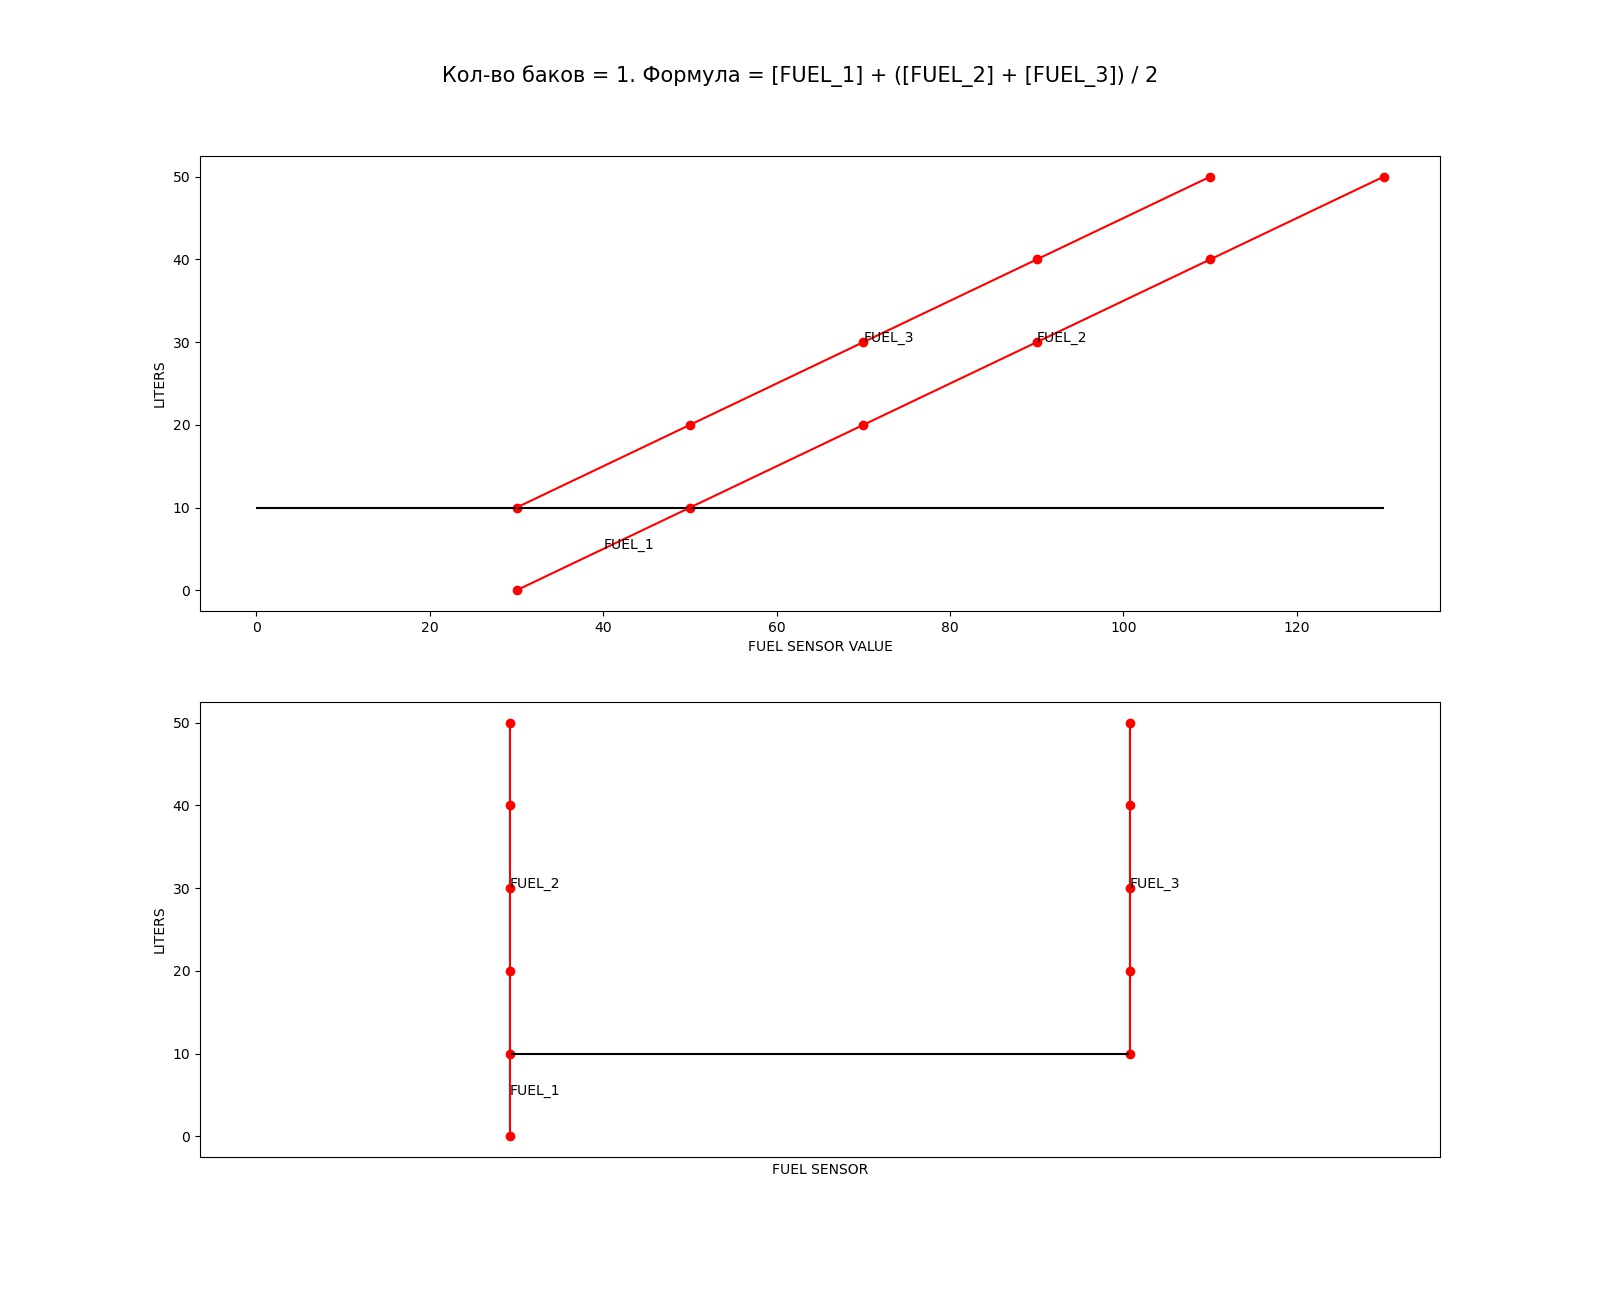 Кол-во баков = 1. Формула = [FUEL_1] + ([FUEL_2] + [FUEL_3]) / 2
50
40
30
20
10
0
LITERS
FUEL_3
FUEL_2
FUEL_1
0 20 40 60 80 100 120
FUEL SENSOR VALUE
50
40
30
20
10
0
LITERS
FUEL_2
FUEL_3
FUEL_1
FUEL SENSOR